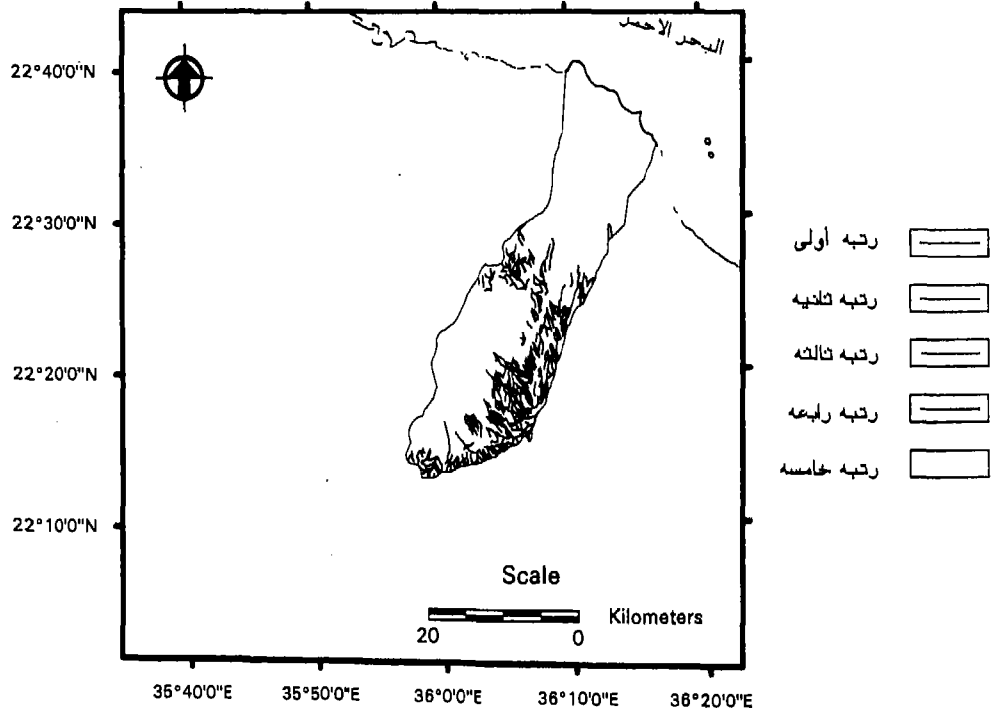 البحر الاحمر
22°40'0"N
22°30'0"N
22°20'0"N
22°10'0"N
رتبه أولى
رتبه ثانيه
رتبه ثالثه
رتبه رابعه
رتبه خامسه
Scale
Kilometers
20 0
35°40'0"E 35°50'0"E 36°0'0"E 36°10'0"E 36°20'0"E